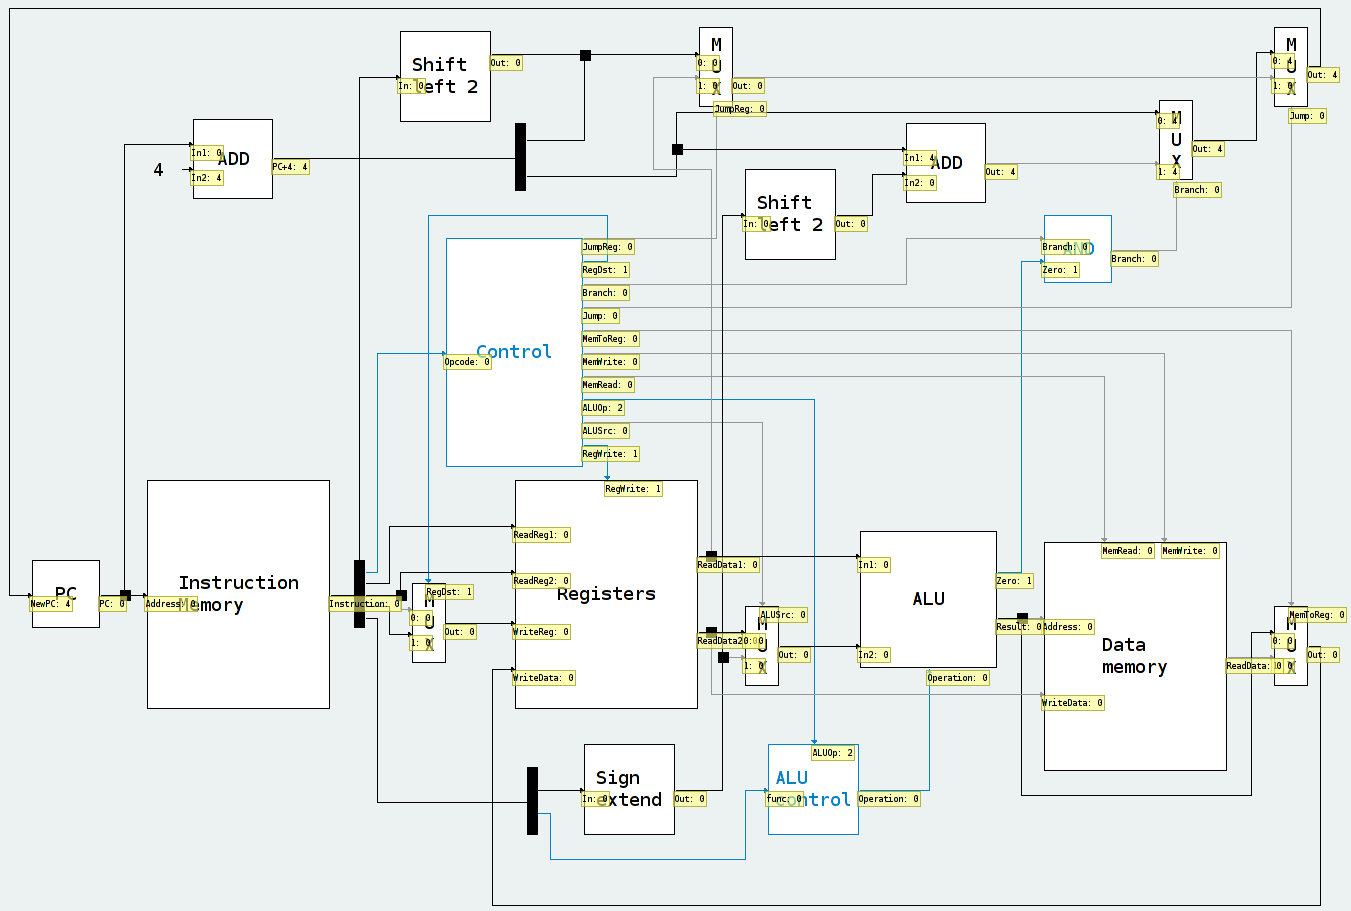 M
U
X
0: 0
1: 0
Out: 0
JumpReg: 0
M
U
X
0: 4
1: 0
Out: 4
Jump: 0
Shift
left 2
In: 0
Out: 0
M
U
X
0: 4
1: 4
Out: 4
Branch: 0
4
ADD
In1: 0
In2: 4
PC+4: 4
ADD
In1: 4
In2: 0
Out: 4
Shift
left 2
In: 0
Out: 0
AND
Branch: 0
Zero: 1
Branch: 0
Control
Opcode: 0
JumpReg: 0
RegDst: 1
Branch: 0
Jump: 0
MemToReg: 0
MemWrite: 0
MemRead: 0
ALUOp: 2
ALUSrc: 0
RegWrite: 1
PC
NewPC: 4
PC: 0
Instruction
Memory
Address: 0
Instruction: 0
RegDst: 1
M
U
X
0: 0
1: 0
Out: 0
RegWrite: 1
ReadReg1: 0
ReadReg2: 0
Registers
WriteReg: 0
WriteData: 0
ReadData1: 0
ReadData2: 0
ALUSrc: 0
M
U
X
0: 0
1: 0
Out: 0
In1: 0
ALU
In2: 0
Zero: 1
Result: 0
Operation: 0
MemRead: 0
MemWrite: 0
Address: 0
Data
memory
WriteData: 0
ReadData: 0
MemToReg: 0
M
U
X
0: 0
1: 0
Out: 0
Sign
extend
In: 0
Out: 0
ALUOp: 2
ALU
control
func: 0
Operation: 0